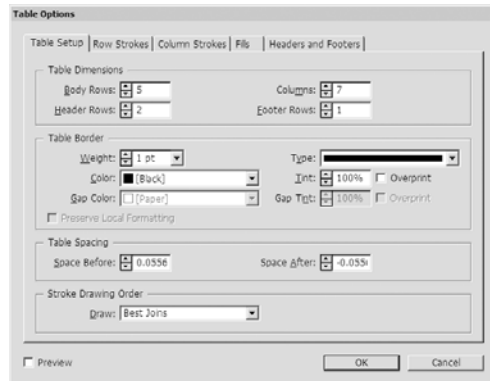 Table Options
Table Setup Row Strokes Column Strokes Fills Headers and Footers
Table Dimensions
Body Rows: 5 Columns: 7
Header Rows: 2 Footer Rows: 1
Table Border
Weight: 1 pt Type:
Color: [Black] Tint: 100% Overprint
Gap Color: [Paper] Gap Tint: 100% Overprint
Preserve Local Formatting
Table Spacing
Space Before: 0.0556 Space After: -0.055
Stroke Drawing Order
Draw: Best Joins
Preview OK Cancel